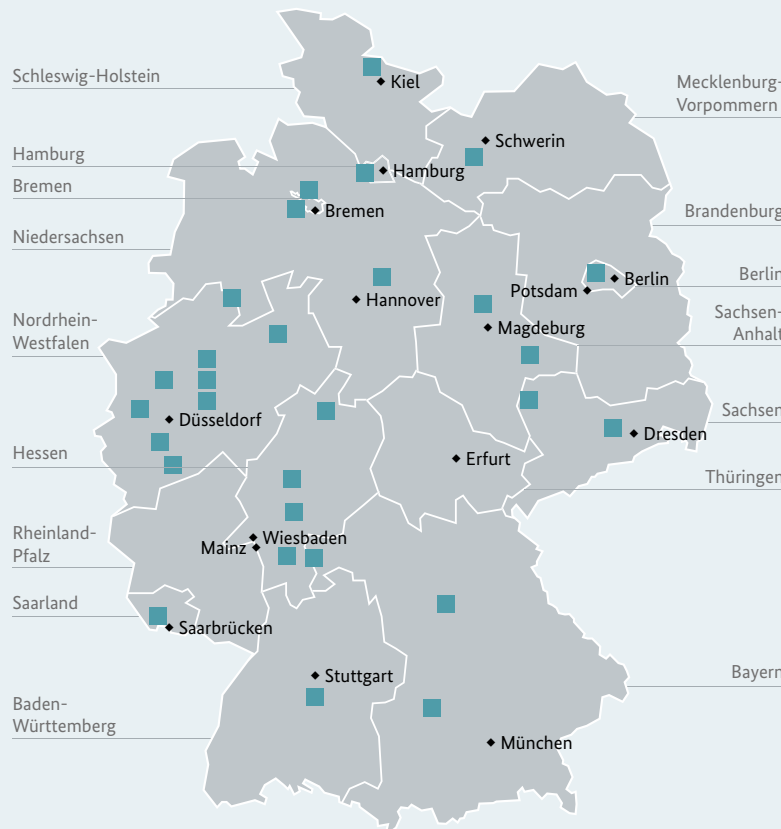 Schleswig-Holstein
Kiel
Mecklenburg-
Vorpommern
Schwerin
Hamburg
Hamburg
Bremen
Bremen
Brandenburg
Niedersachsen
Berlin
Berlin
Potsdam
Hannover
Nordrhein-
Westfalen
Magdeburg
Sachsen-
Anhalt
Düsseldorf
Sachsen
Dresden
Hessen
Erfurt
Thüringen
Rheinland-
Pfalz
Wiesbaden
Mainz
Saarland
Saarbrücken
Stuttgart
Bayern
Baden-
Württemberg
München